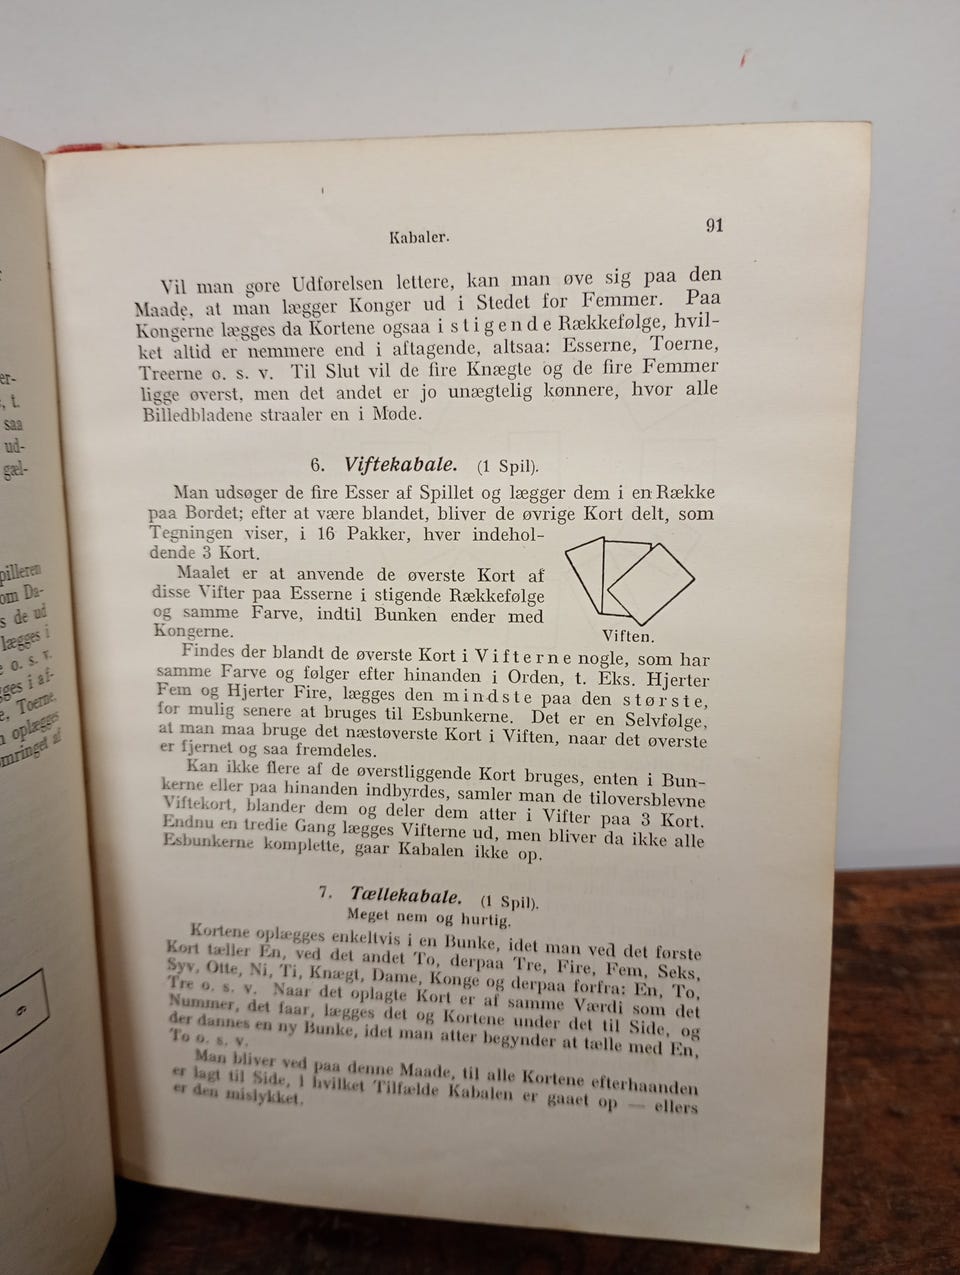 er-
, t.
saa
ud-
gæl-
pilleren
om Da-
s de ud
lægges i
e o. s. v.
gges i af-
e, Toerne,
n oplægges
omringet af
6
Kabaler.
91
Vil man gøre Udførelsen lettere, kan man øve sig paa den
Maade, at man lægger Konger ud i Stedet for Femmer. Paa
Kongerne lægges da Kortene ogsaa i stigende Rækkefølge, hvil-
ket altid er nemmere end i aftagende, altsaa: Esserne, Toerne,
Treerne o. s. v. Til Slut vil de fire Knægte og de fire Femmer
ligge øverst, men det andet er jo unægtelig kønnere, hvor alle
Billedbladene straaler en i Møde.
6. Viftekabale. (1 Spil).
Man udsøger de fire Esser af Spillet og lægger dem i en Række
paa Bordet; efter at være blandet, bliver de øvrige Kort delt, som
Tegningen viser, i 16 Pakker, hver indehol-
dende 3 Kort.
Maalet er at anvende de øverste Kort af
disse Vifter paa Esserne i stigende Rækkefølge
og samme Farve, indtil Bunken ender med
Kongerne.
Viften.
Findes der blandt de øverste Kort i Vifterne nogle, som har
samme Farve og følger efter hinanden i Orden, t. Eks. Hjerter
Fem og Hjerter Fire, lægges den mindste paa den største,
for mulig senere at bruges til Esbunkerne. Det er en Selvfølge,
at man maa bruge det næstøverste Kort i Viften, naar det øverste
er fjernet og saa fremdeles.
Kan ikke flere af de øverstliggende Kort bruges, enten i Bun-
kerne eller paa hinanden indbyrdes, samler man de tiloversblevne
Viftekort, blander dem og deler dem atter i Vifter paa 3 Kort.
Endnu en tredie Gang lægges Vifterne ud, men bliver da ikke alle
Esbunkerne komplette, gaar Kabalen ikke op.
7. Tællekabale. (1 Spil).
Meget nem og hurtig.
Kortene oplægges enkeltvis i en Bunke, idet man ved det første
Kort tæller En, ved det andet To, derpaa Tre, Fire, Fem, Seks,
Syv, Otte, Ni, Ti, Knægt, Dame, Konge og derpaa forfra: En, To,
Tre o. s. v. Naar det oplagte Kort er af samme Værdi som det
Nummer, det faar, lægges det og Kortene under det til Side, og
der dannes en ny Bunke, idet man atter begynder at tælle med En,
To o. s. v.
Man bliver ved paa denne Maade, til alle Kortene efterhaanden
er lagt til Side, i hvilket Tilfælde Kabalen er gaaet op — ellers
er den mislykket.